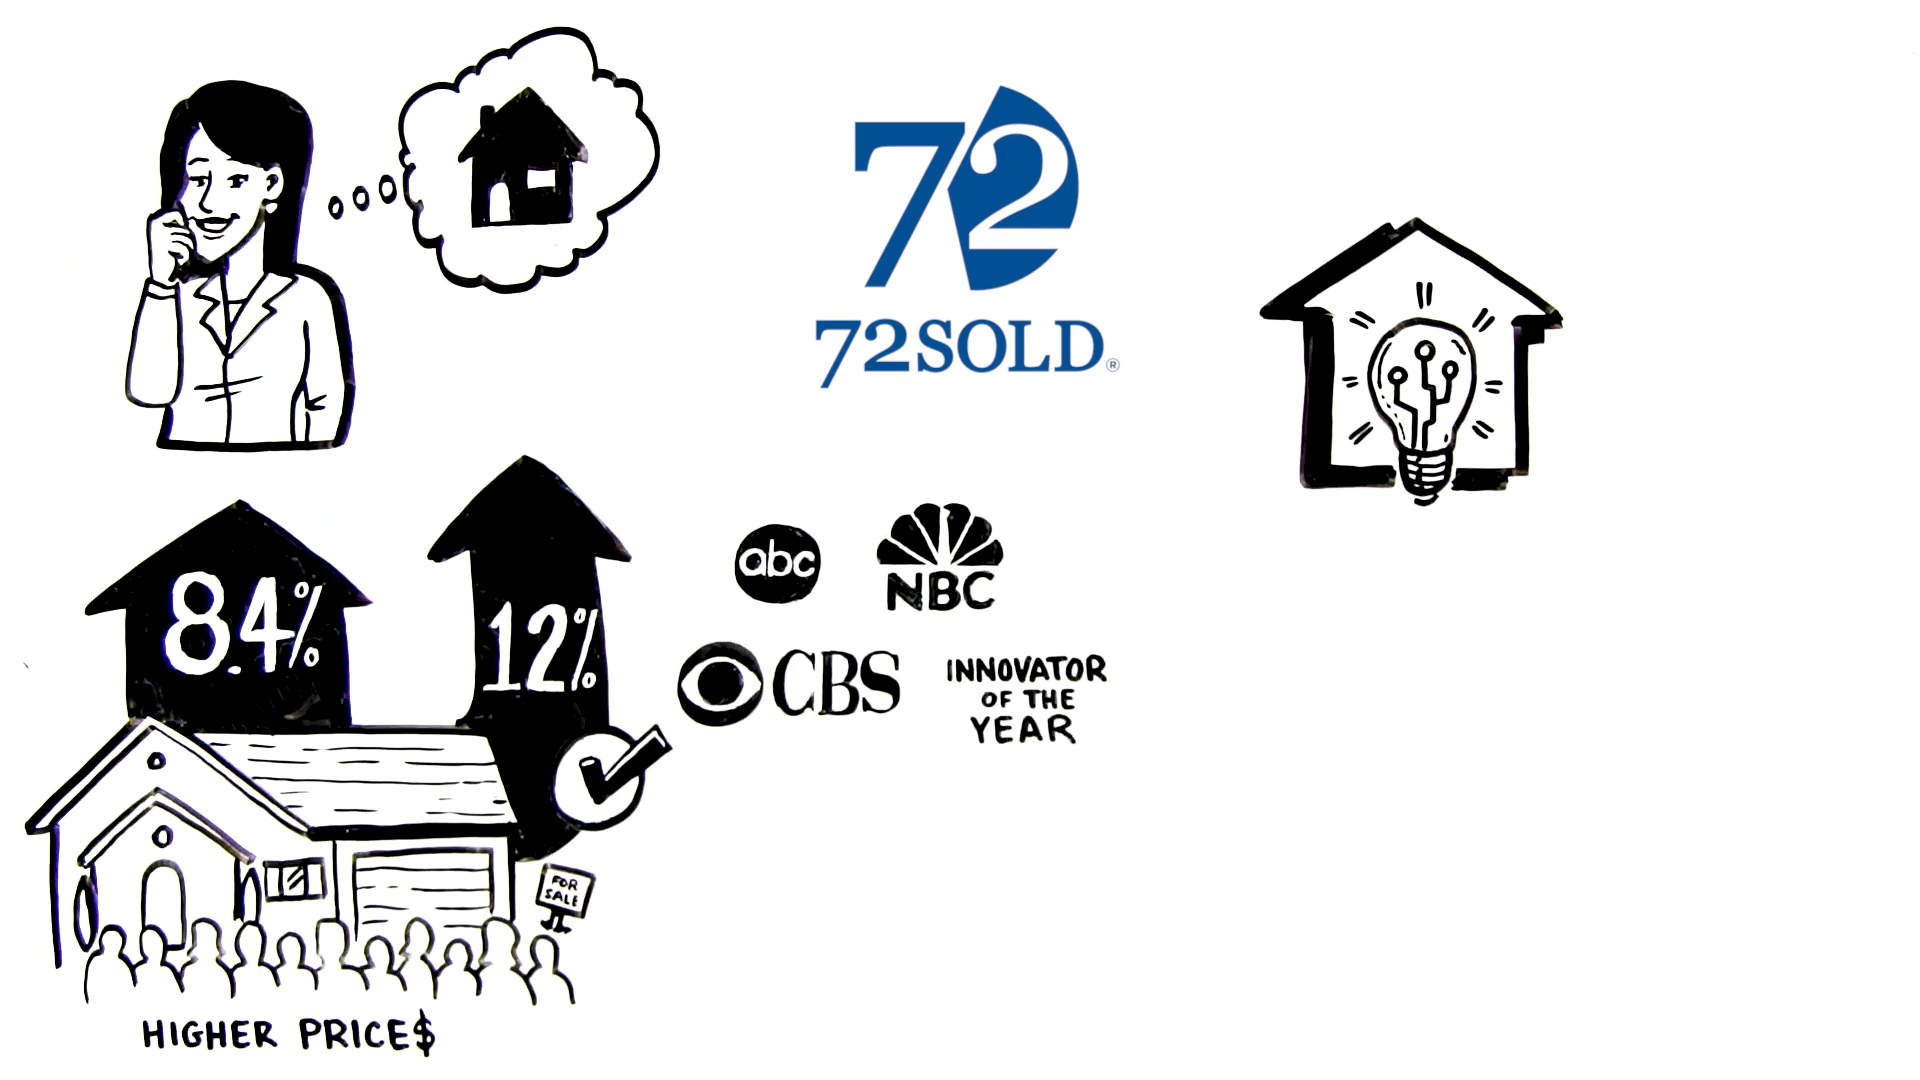 72
72SOLD®
8.4%
12%
abc
NBC
CBS
INNOVATOR
OF THE
YEAR
FOR
SALE
HIGHER PRICE$